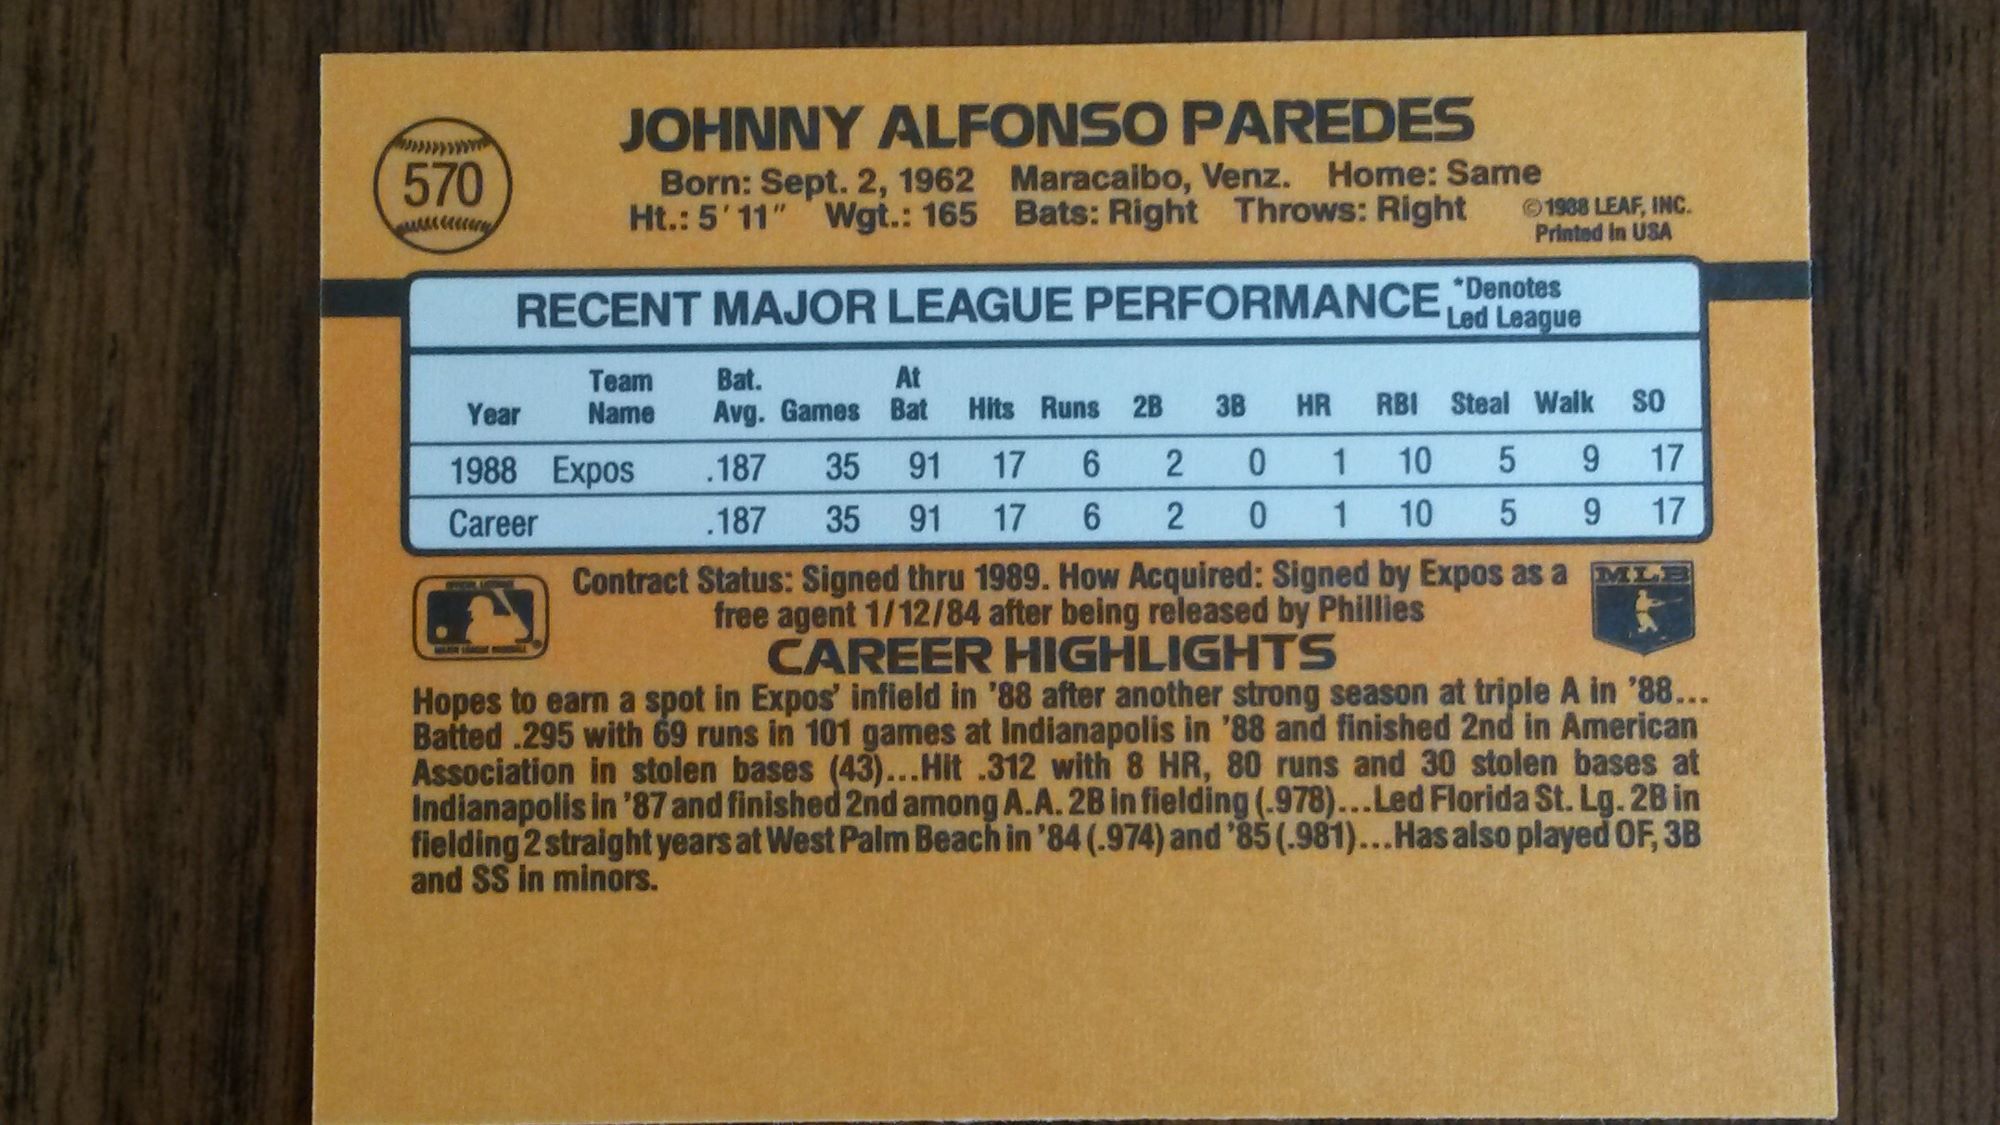 570
JOHNNY ALFONSO PAREDES
Born: Sept. 2, 1962 Maracaibo, Venz. Home: Same
Ht.: 5'11" Wgt.: 165 Bats: Right Throws: Right
©1988 LEAF, INC.
Printed in USA
RECENT MAJOR LEAGUE PERFORMANCE *Denotes Led League
Year Team Name Bat. Avg. Games At Bat Hits Runs 2B 3B HR RBI Steal Walk SO
1988 Expos .187 35 91 17 6 2 0 1 10 5 9 17
Career .187 35 91 17 6 2 0 1 10 5 9 17
Contract Status: Signed thru 1989. How Acquired: Signed by Expos as a
free agent 1/12/84 after being released by Phillies
MLB
CAREER HIGHLIGHTS
Hopes to earn a spot in Expos' infield in '88 after another strong season at triple A in '88...
Batted .295 with 69 runs in 101 games at Indianapolis in '88 and finished 2nd in American
Association in stolen bases (43)...Hit .312 with 8 HR, 80 runs and 30 stolen bases at
Indianapolis in '87 and finished 2nd among A.A. 2B in fielding (.978)...Led Florida St. Lg. 2B in
fielding 2 straight years at West Palm Beach in '84 (.974) and '85 (.981)...Has also played OF, 3B
and SS in minors.